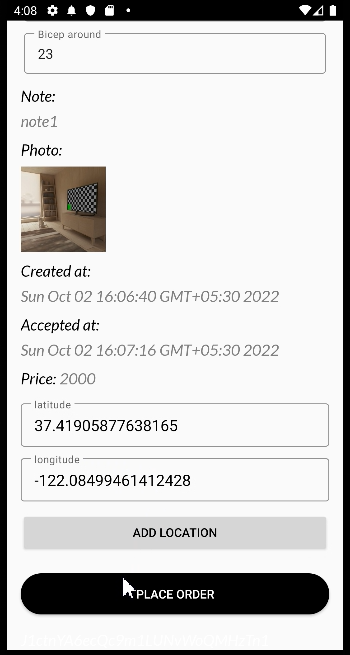 4:08
Bicep around
23
Note:
note1
Photo:
Created at:
Sun Oct 02 16:06:40 GMT+05:30 2022
Accepted at:
Sun Oct 02 16:07:16 GMT+05:30 2022
Price: 2000
latitude
37.41905877638165
longitude
-122.08499461412428
ADD LOCATION
PLACE ORDER